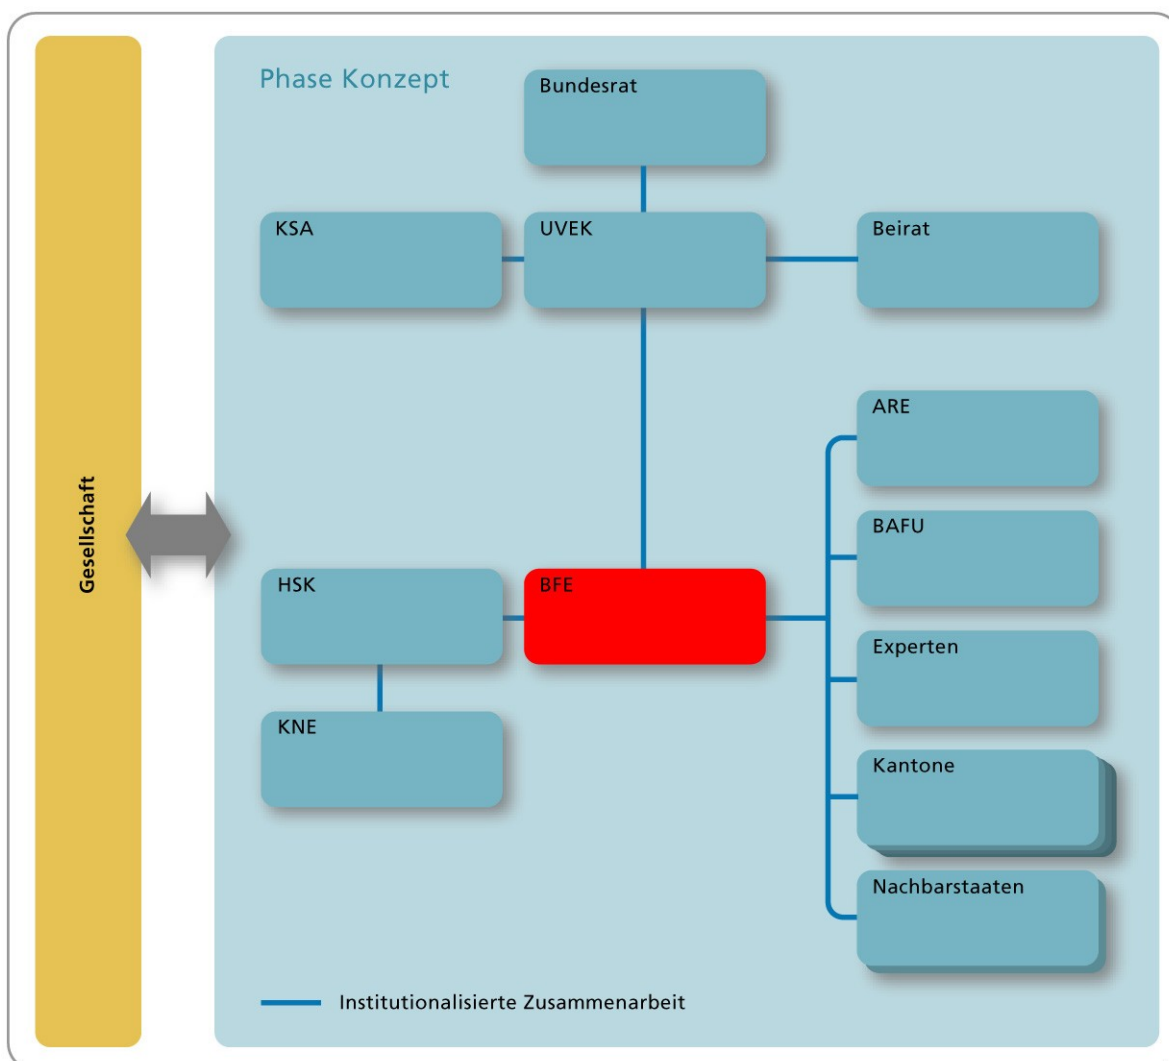 Phase Konzept
Bundesrat
KSA
UVEK
Beirat
ARE
BAFU
Gesellschaft
HSK
BFE
Experten
KNE
Kantone
Nachbarstaaten
Institutionalisierte Zusammenarbeit